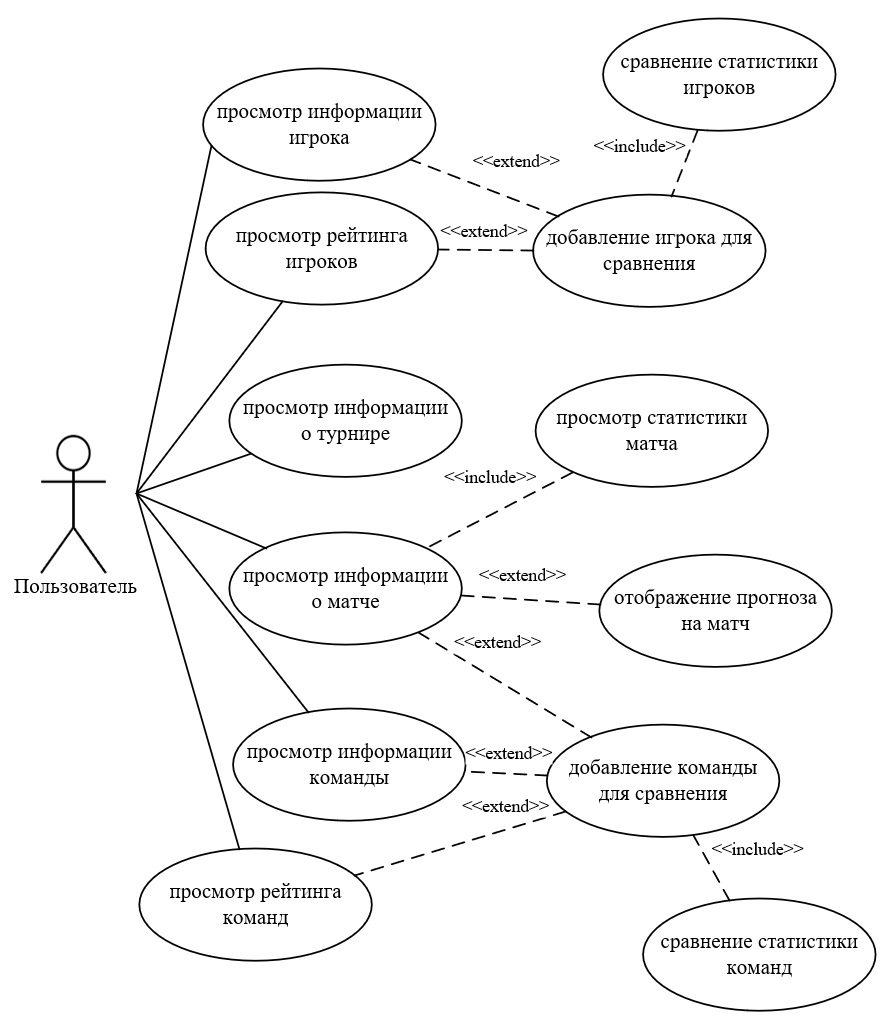 сравнение статистики
игроков
просмотр информации
игрока
<<include>>
<<extend>>
просмотр рейтинга
игроков
<<extend>>
добавление игрока для
сравнения
просмотр информации
о турнире
просмотр статистики
матча
<<include>>
Пользователь
просмотр информации
о матче
<<extend>>
отображение прогноза
на матч
<<extend>>
просмотр информации
команды
<<extend>>
добавление команды
для сравнения
<<extend>>
<<include>>
просмотр рейтинга
команд
сравнение статистики
команд